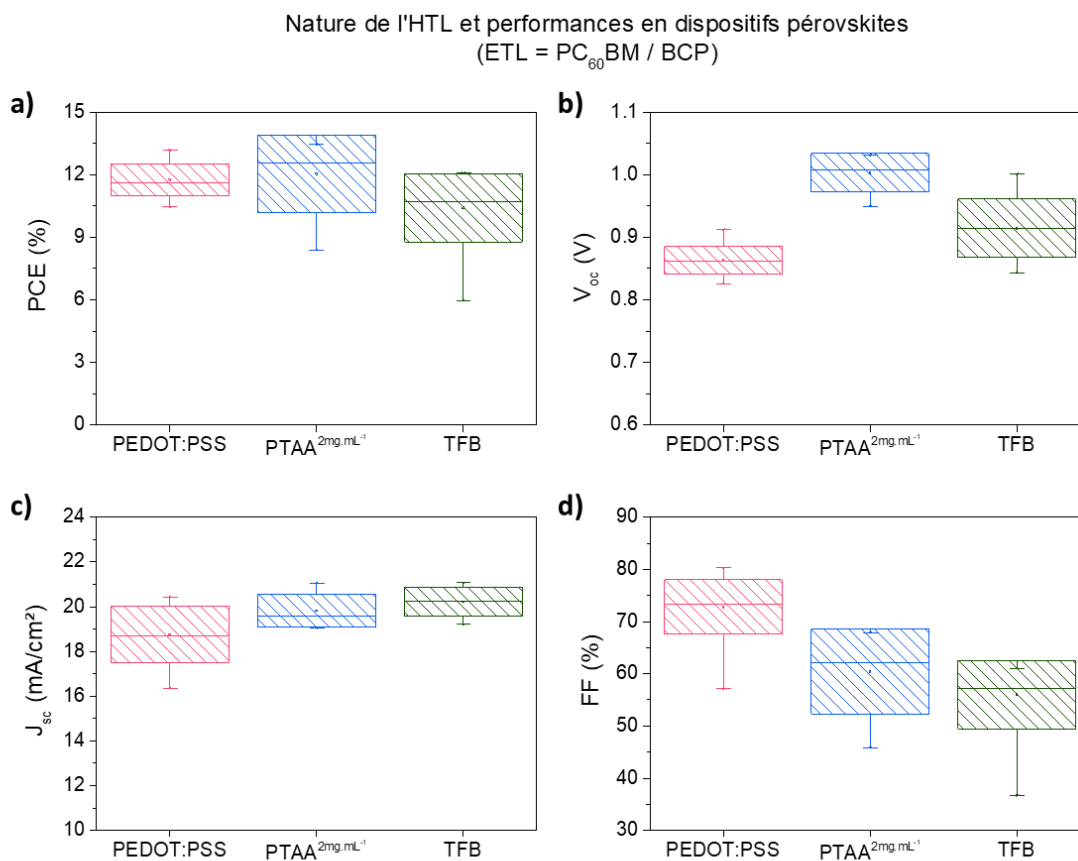 Nature de l'HTL et performances en dispositifs pérovskites
(ETL = PC₆₀BM / BCP)
a)
PCE (%)
15
12
9
6
3
0
PEDOT:PSS
PTAA²ᵐᵍ·ᵐᴸ⁻¹
TFB
b)
V_oc (V)
1.1
1.0
0.9
0.8
0.7
0.6
PEDOT:PSS
PTAA²ᵐᵍ·ᵐᴸ⁻¹
TFB
c)
J_sc (mA/cm²)
24
22
20
18
16
14
12
10
PEDOT:PSS
PTAA²ᵐᵍ·ᵐᴸ⁻¹
TFB
d)
FF (%)
90
80
70
60
50
40
30
PEDOT:PSS
PTAA²ᵐᵍ·ᵐᴸ⁻¹
TFB